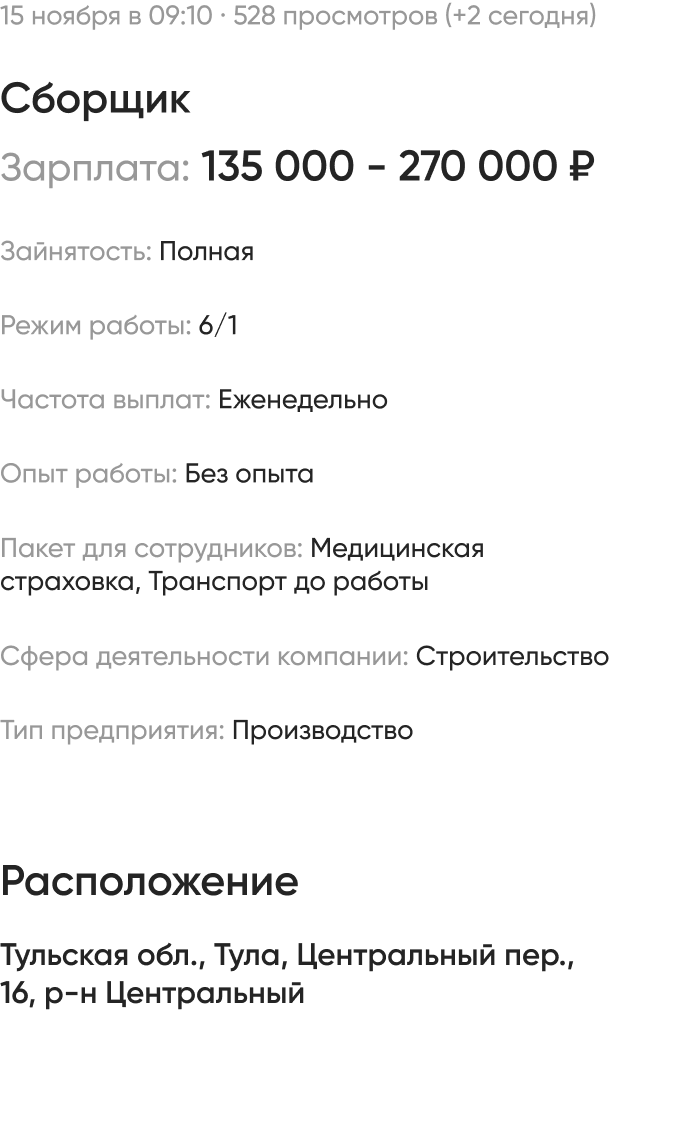 15 ноября в 09:10 · 528 просмотров (+2 сегодня)
Сборщик
Зарплата: 135 000 - 270 000 ₽
Зайнятость: Полная
Режим работы: 6/1
Частота выплат: Еженедельно
Опыт работы: Без опыта
Пакет для сотрудников: Медицинская
страховка, Транспорт до работы
Сфера деятельности компании: Строительство
Тип предприятия: Производство
Расположение
Тульская обл., Тула, Центральный пер.,
16, р-н Центральный